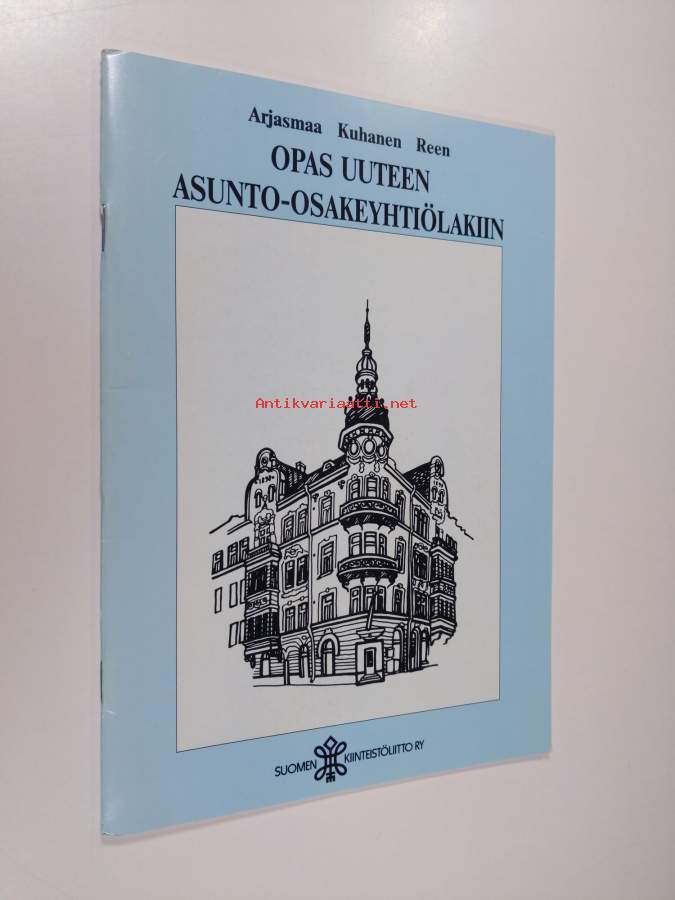 Arjasmaa Kuhanen Reen
OPAS UUTEEN
ASUNTO-OSAKEYHTIÖLAKIIN
Antikvariaatti.net
SUOMEN KIINTEISTÖLIITTO RY